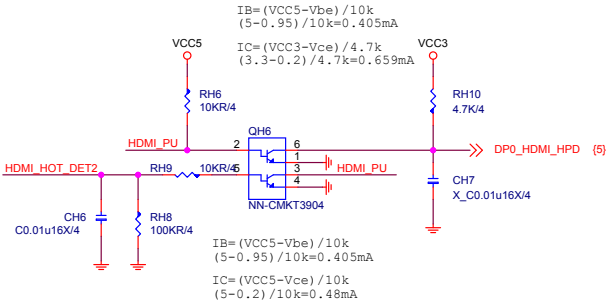 IB=(VCC5-Vbe)/10k
(5-0.95)/10k=0.405mA
IC=(VCC3-Vce)/4.7k
(3.3-0.2)/4.7k=0.659mA
VCC5
VCC3
RH6
10KR/4
RH10
4.7K/4
QH6
HDMI_PU
2
6
1
DP0_HDMI_HPD {5}
HDMI_HOT_DET2
RH9
10KR/4
5
3
HDMI_PU
4
NN-CMKT3904
CH7
X_C0.01u16X/4
CH6
C0.01u16X/4
RH8
100KR/4
IB=(VCC5-Vbe)/10k
(5-0.95)/10k=0.405mA
IC=(VCC5-Vce)/10k
(5-0.2)/10k=0.48mA